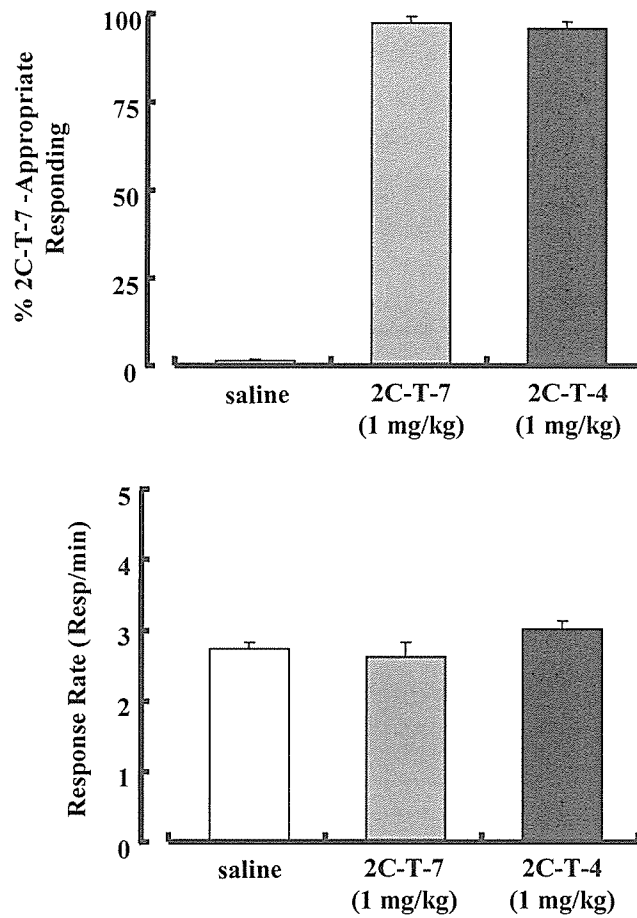 % 2C-T-7 -Appropriate
Responding
100
75
50
25
0
saline
2C-T-7
(1 mg/kg)
2C-T-4
(1 mg/kg)
Response Rate (Resp/min)
5
4
3
2
1
0
saline
2C-T-7
(1 mg/kg)
2C-T-4
(1 mg/kg)